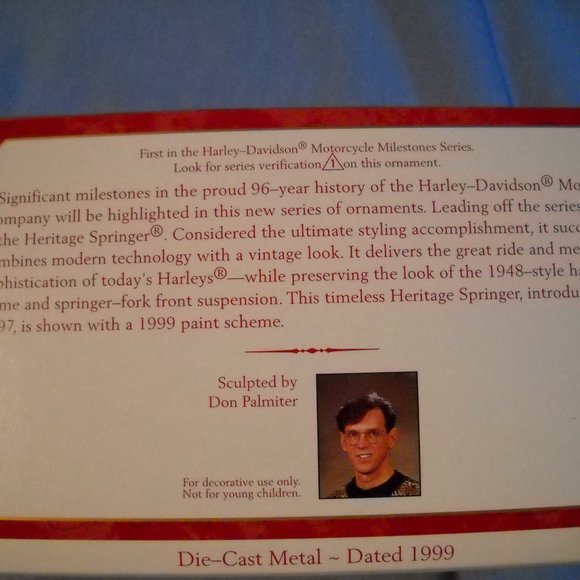 First in the Harley–Davidson® Motorcycle Milestones Series.
Look for series verification 1 on this ornament.
Significant milestones in the proud 96–year history of the Harley–Davidson® Mo
ompany will be highlighted in this new series of ornaments. Leading off the series
the Heritage Springer®. Considered the ultimate styling accomplishment, it succ
mbines modern technology with a vintage look. It delivers the great ride and me
phistication of today's Harleys®—while preserving the look of the 1948–style ha
me and springer–fork front suspension. This timeless Heritage Springer, introdu
97, is shown with a 1999 paint scheme.
Sculpted by
Don Palmiter
For decorative use only.
Not for young children.
Die–Cast Metal ~ Dated 1999